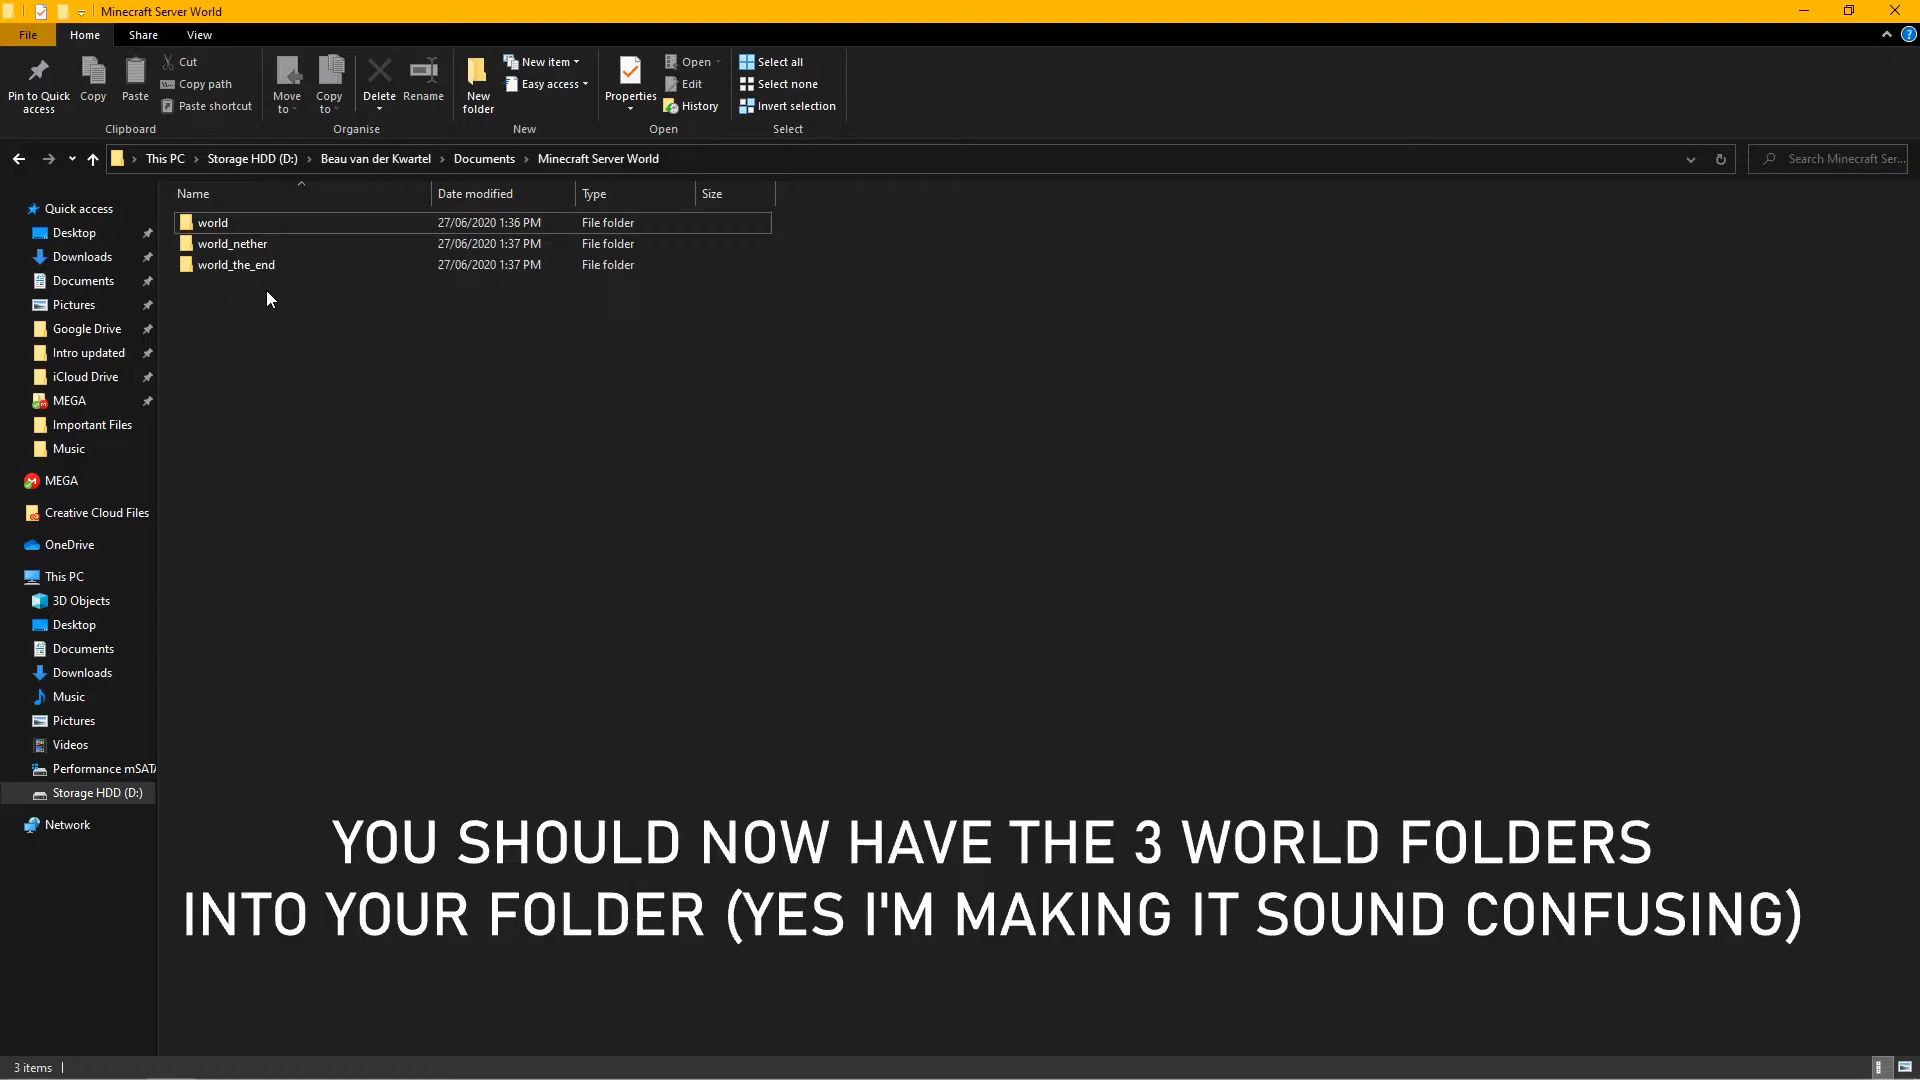 Minecraft Server World
File Home Share View
Pin to Quick access
Copy
Paste
Cut
Copy path
Paste shortcut
Clipboard
Move to
Copy to
Delete
Rename
Organise
New folder
New item
Easy access
New
Properties
Open
Edit
History
Open
Select all
Select none
Invert selection
Select
This PC > Storage HDD (D:) > Beau van der Kwartel > Documents > Minecraft Server World
Search Minecraft Ser...
Name Date modified Type Size
world 27/06/2020 1:36 PM File folder
world_nether 27/06/2020 1:37 PM File folder
world_the_end 27/06/2020 1:37 PM File folder
Quick access
Desktop
Downloads
Documents
Pictures
Google Drive
Intro updated
iCloud Drive
MEGA
Important Files
Music
MEGA
Creative Cloud Files
OneDrive
This PC
3D Objects
Desktop
Documents
Downloads
Music
Pictures
Videos
Performance mSATA
Storage HDD (D:)
Network
YOU SHOULD NOW HAVE THE 3 WORLD FOLDERS
INTO YOUR FOLDER (YES I'M MAKING IT SOUND CONFUSING)
3 items